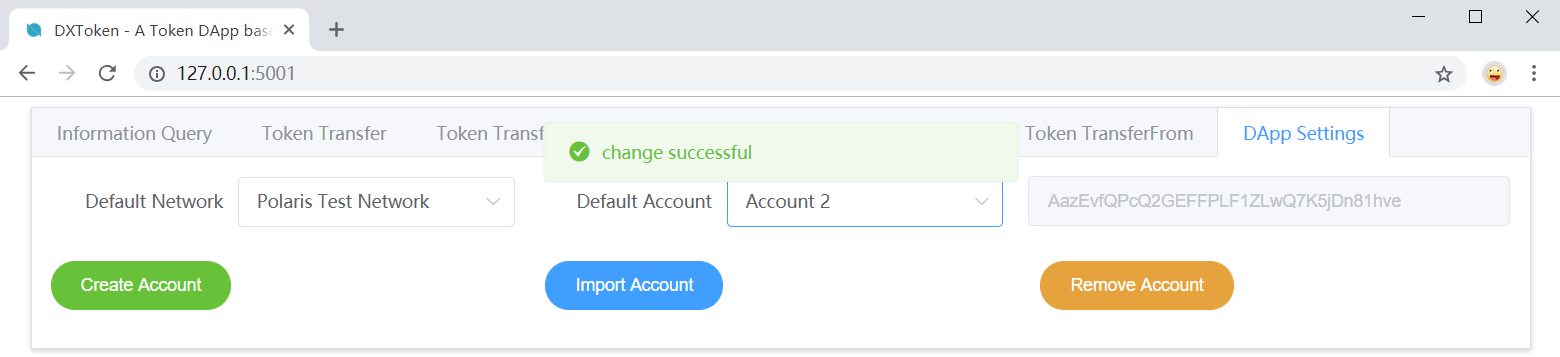 DXToken - A Token DApp bas
127.0.0.1:5001
Information Query Token Transfer Token Transf Token TransferFrom DApp Settings
change successful
Default Network Polaris Test Network Default Account Account 2 AazEvfQPcQ2GEFFPLF1ZLwQ7K5jDn81hve
Create Account Import Account Remove Account